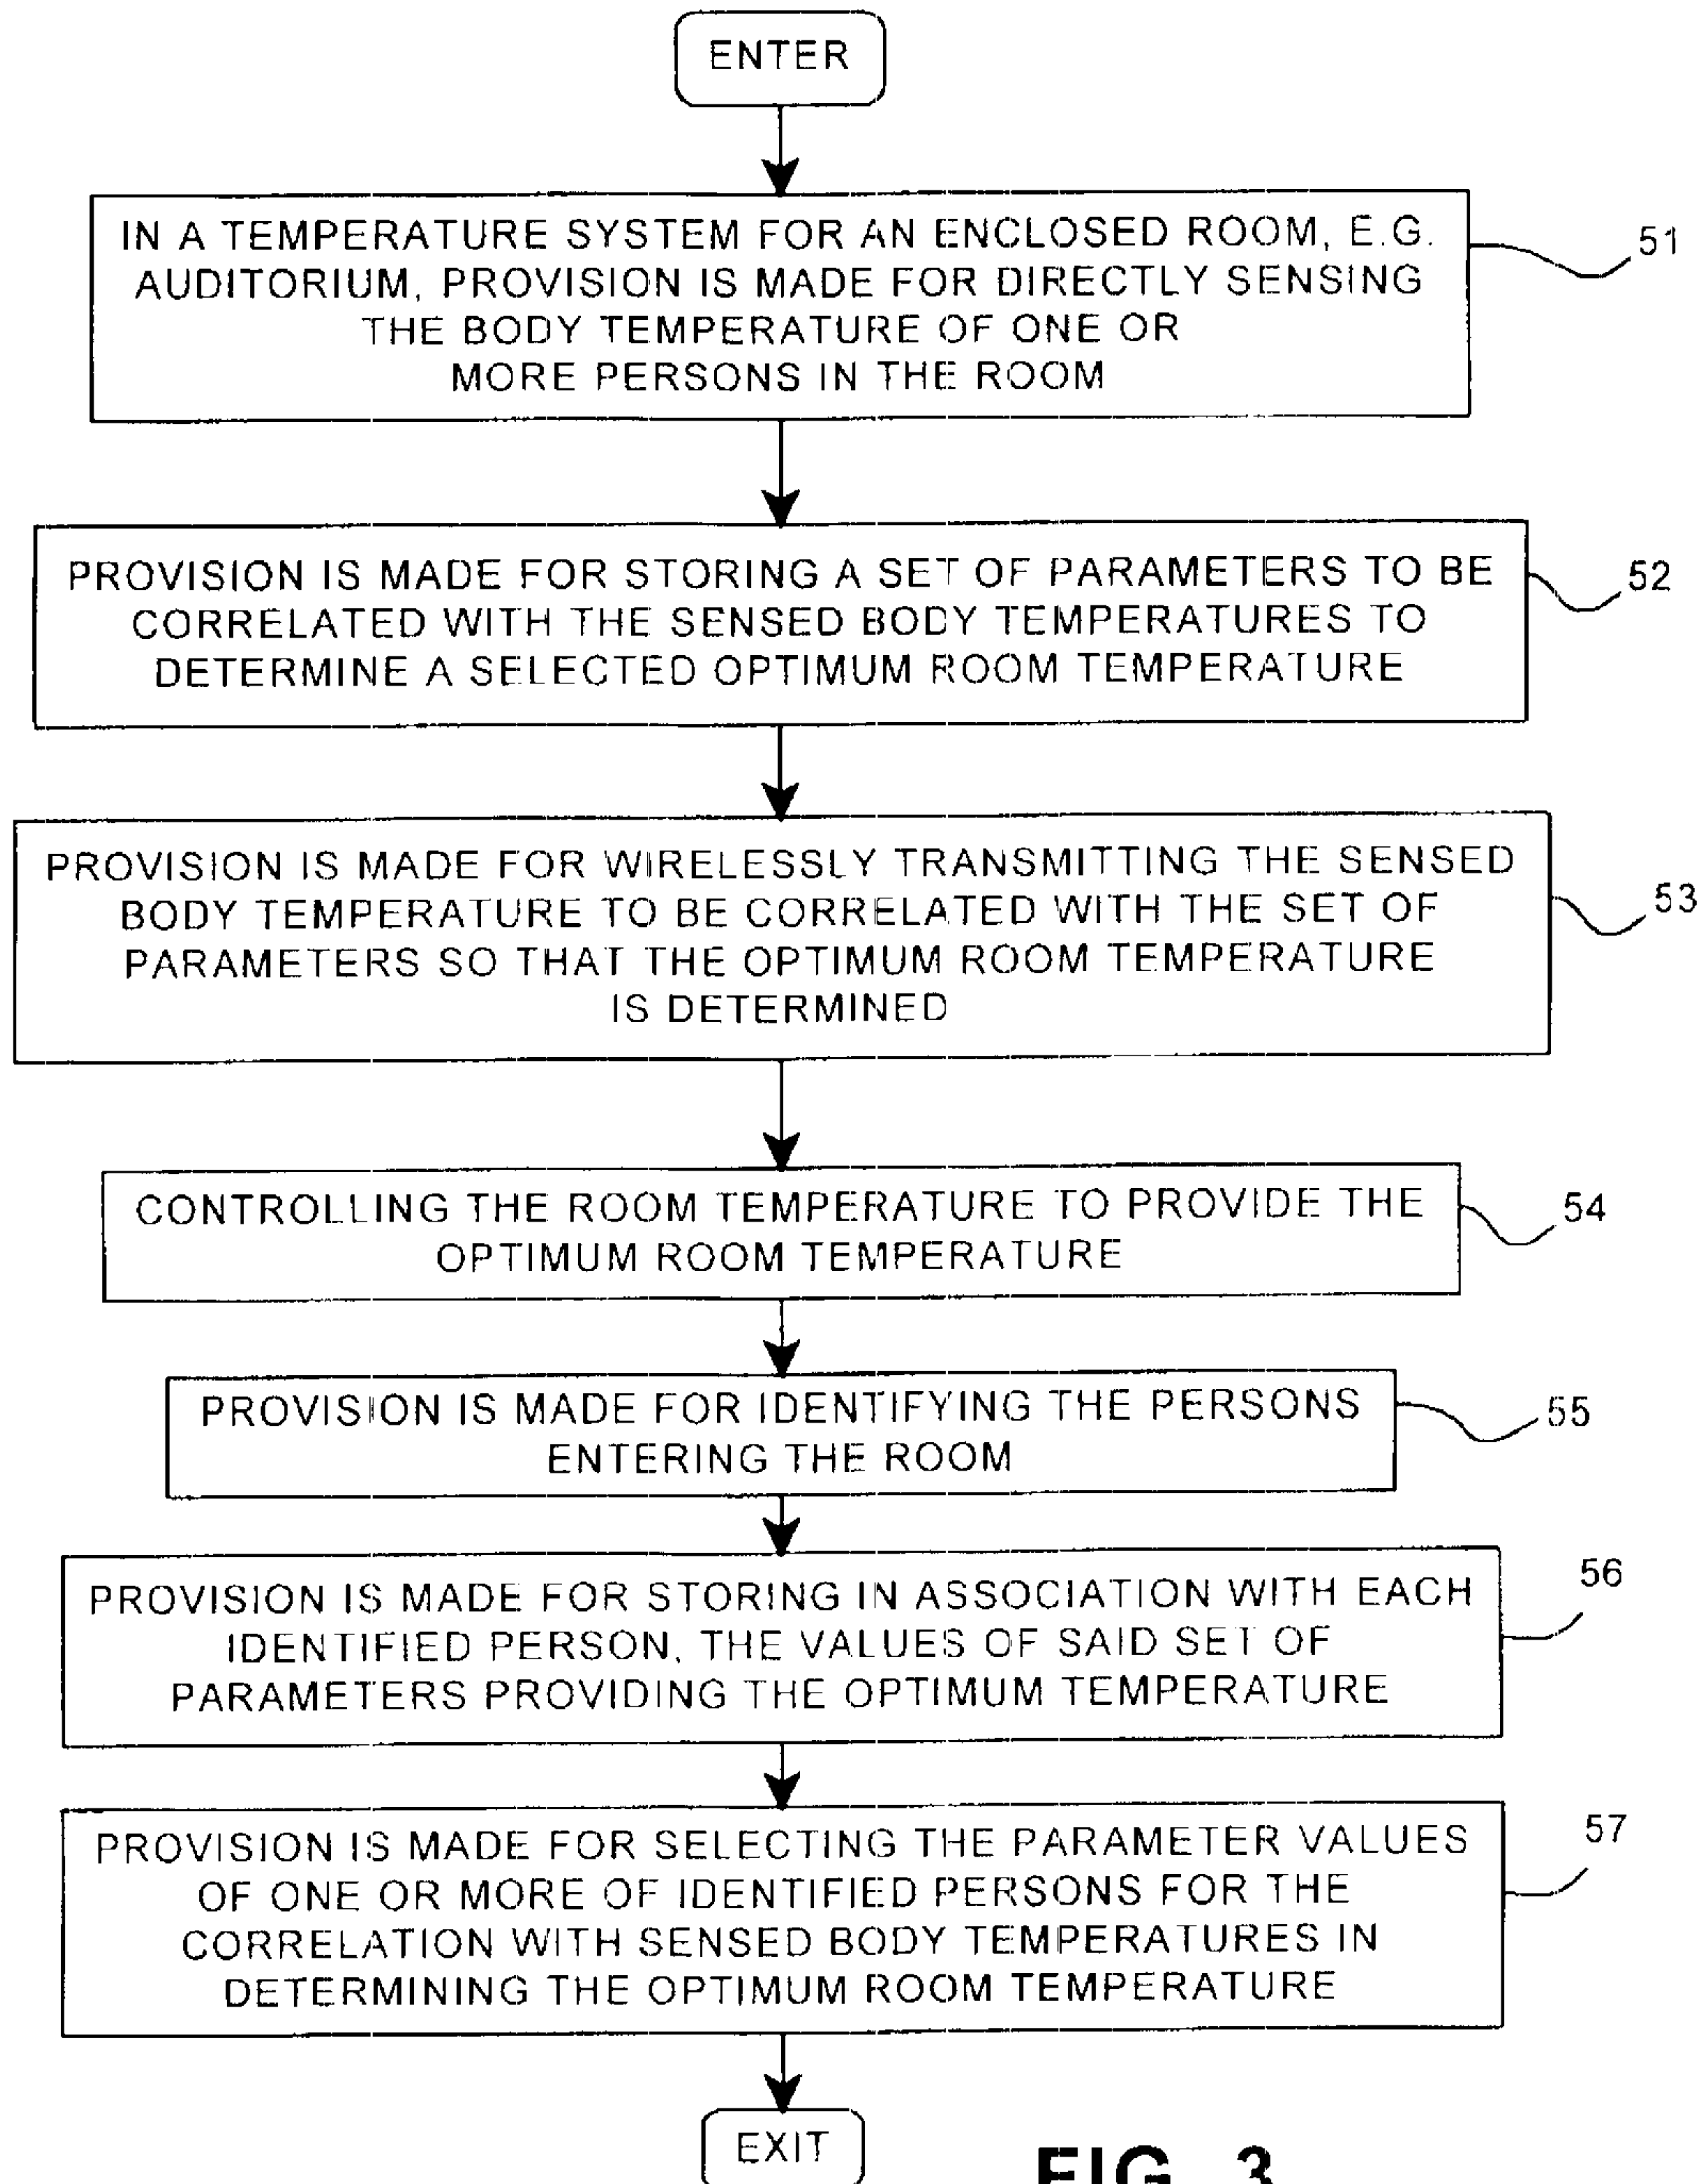 ENTER
IN A TEMPERATURE SYSTEM FOR AN ENCLOSED ROOM, E.G.
AUDITORIUM, PROVISION IS MADE FOR DIRECTLY SENSING
THE BODY TEMPERATURE OF ONE OR
MORE PERSONS IN THE ROOM
51
PROVISION IS MADE FOR STORING A SET OF PARAMETERS TO BE
CORRELATED WITH THE SENSED BODY TEMPERATURES TO
DETERMINE A SELECTED OPTIMUM ROOM TEMPERATURE
52
PROVISION IS MADE FOR WIRELESSLY TRANSMITTING THE SENSED
BODY TEMPERATURE TO BE CORRELATED WITH THE SET OF
PARAMETERS SO THAT THE OPTIMUM ROOM TEMPERATURE
IS DETERMINED
53
CONTROLLING THE ROOM TEMPERATURE TO PROVIDE THE
OPTIMUM ROOM TEMPERATURE
54
PROVISION IS MADE FOR IDENTIFYING THE PERSONS
ENTERING THE ROOM
55
PROVISION IS MADE FOR STORING IN ASSOCIATION WITH EACH
IDENTIFIED PERSON, THE VALUES OF SAID SET OF
PARAMETERS PROVIDING THE OPTIMUM TEMPERATURE
56
PROVISION IS MADE FOR SELECTING THE PARAMETER VALUES
OF ONE OR MORE OF IDENTIFIED PERSONS FOR THE
CORRELATION WITH SENSED BODY TEMPERATURES IN
DETERMINING THE OPTIMUM ROOM TEMPERATURE
57
EXIT
FIG. 3